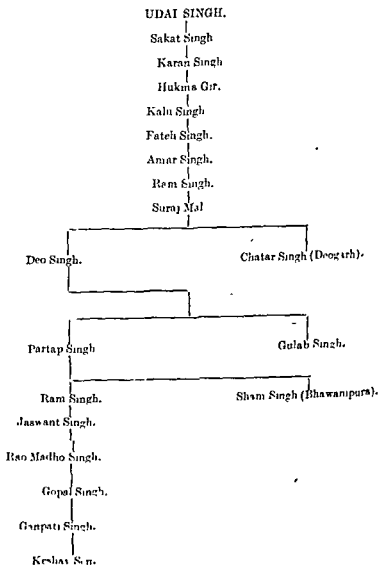 UDAI SINGH.
Sakat Singh
Karan Singh
Hukma Gir.
Kalu Singh
Fateh Singh.
Amar Singh.
Ram Singh.
Suraj Mal
Deo Singh. Chatar Singh (Deogarh).
Partap Singh Gulab Singh.
Ram Singh. Sham Singh (Bhawanipura).
Jaswant Singh.
Rao Madho Singh.
Gopal Singh.
Ganpati Singh.
Keshav Sen.